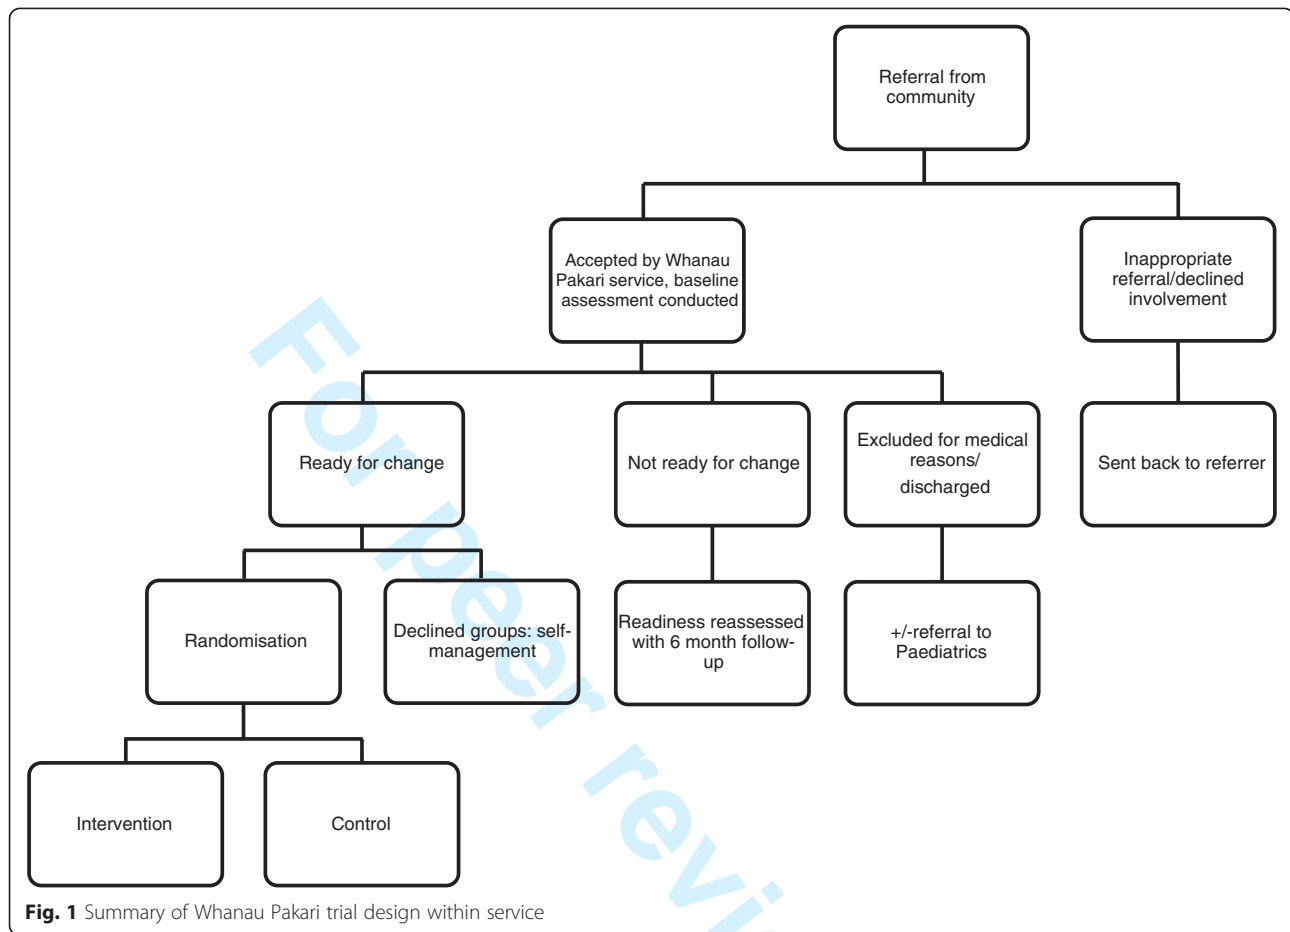 Referral from
community
Accepted by Whanau
Pakari service, baseline
assessment conducted
Inappropriate
referral/declined
involvement
Ready for change
Not ready for change
Excluded for medical
reasons/
discharged
Sent back to referrer
Randomisation
Declined groups: self-
management
Readiness reassessed
with 6 month follow-
up
+/-referral to
Paediatrics
Intervention
Control
For peer revi
Fig. 1 Summary of Whanau Pakari trial design within service